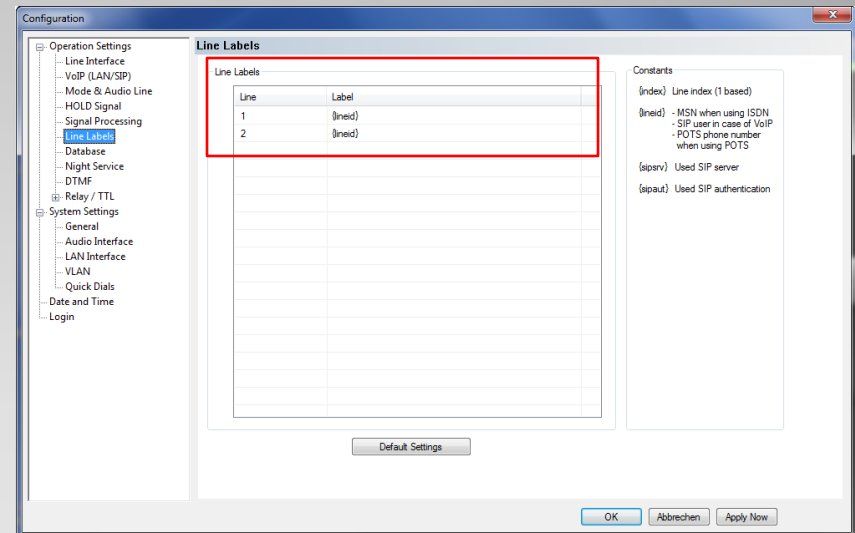 Configuration
Operation Settings
Line Interface
VoIP (LAN/SIP)
Mode & Audio Line
HOLD Signal
Signal Processing
Line Labels
Database
Night Service
DTMF
Relay / TTL
System Settings
General
Audio Interface
LAN Interface
VLAN
Quick Dials
Date and Time
Login
Line Labels
Line Labels
Line Label
1 {lineid}
2 {lineid}
Default Settings
Constants
{index} Line index (1 based)
{lineid} - MSN when using ISDN
- SIP user in case of VoIP
- POTS phone number
when using POTS
{sipsrv} Used SIP server
{sipaut} Used SIP authentication
OK Abbrechen Apply Now